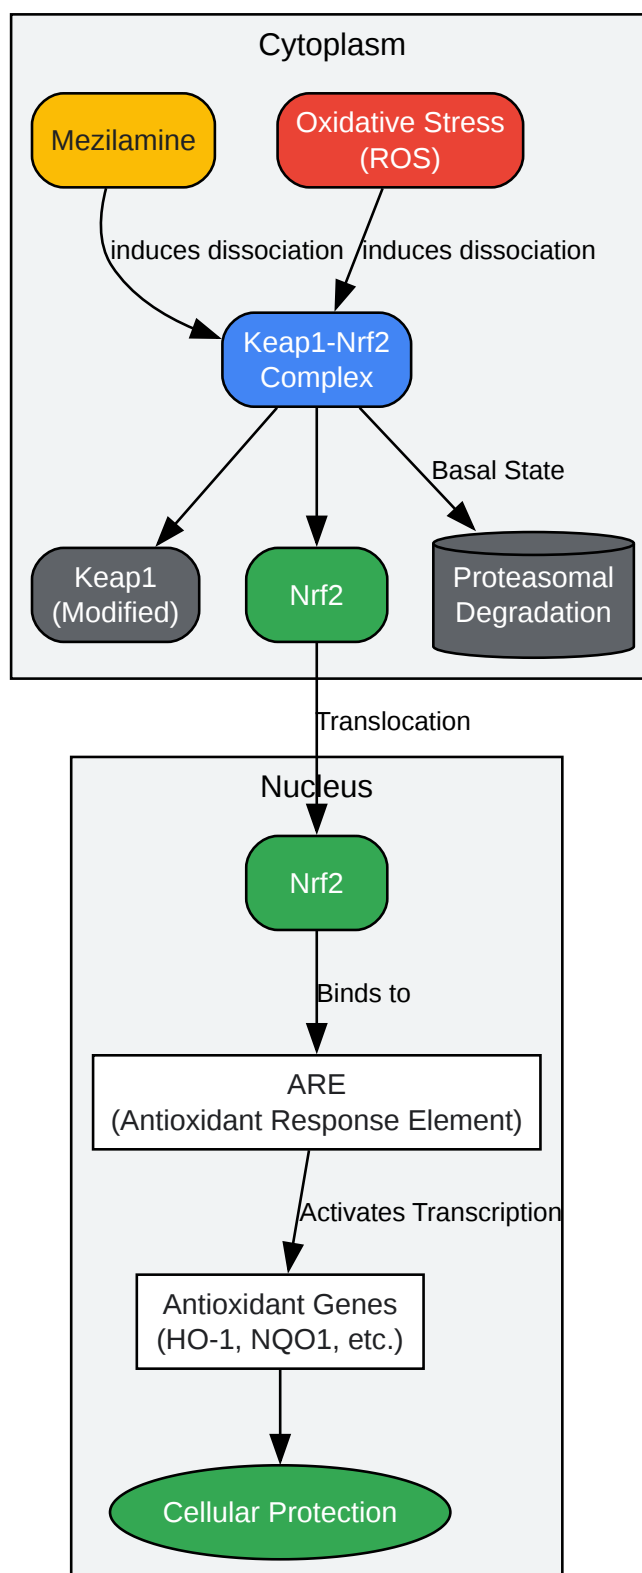 Cytoplasm
Mezilamine
Oxidative Stress
(ROS)
induces dissociation
induces dissociation
Keap1-Nrf2
Complex
Basal State
Keap1
(Modified)
Nrf2
Proteasomal
Degradation
Translocation
Nucleus
Nrf2
Binds to
ARE
(Antioxidant Response Element)
Activates Transcription
Antioxidant Genes
(HO-1, NQO1, etc.)
Cellular Protection